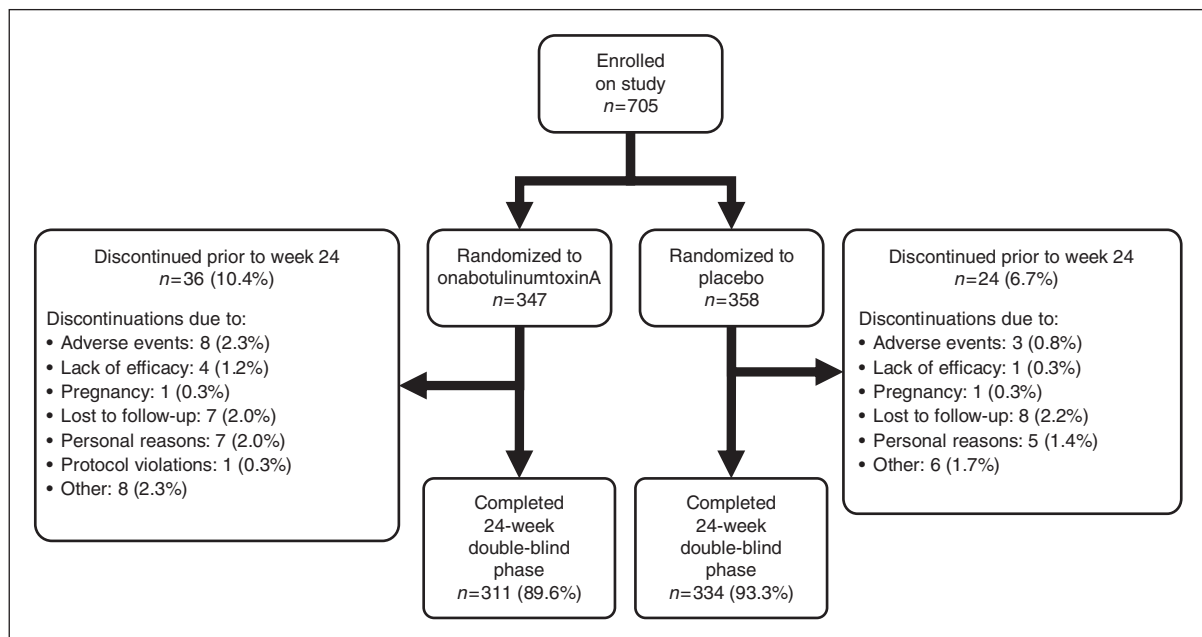 Enrolled
on study
n=705
Randomized to
onabotulinumtoxinA
n=347
Randomized to
placebo
n=358
Discontinued prior to week 24
n=36 (10.4%)
Discontinuations due to:
• Adverse events: 8 (2.3%)
• Lack of efficacy: 4 (1.2%)
• Pregnancy: 1 (0.3%)
• Lost to follow-up: 7 (2.0%)
• Personal reasons: 7 (2.0%)
• Protocol violations: 1 (0.3%)
• Other: 8 (2.3%)
Discontinued prior to week 24
n=24 (6.7%)
Discontinuations due to:
• Adverse events: 3 (0.8%)
• Lack of efficacy: 1 (0.3%)
• Pregnancy: 1 (0.3%)
• Lost to follow-up: 8 (2.2%)
• Personal reasons: 5 (1.4%)
• Other: 6 (1.7%)
Completed
24-week
double-blind
phase
n=311 (89.6%)
Completed
24-week
double-blind
phase
n=334 (93.3%)